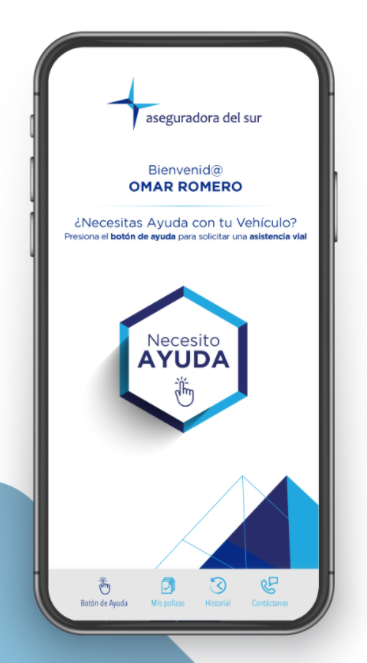 aseguradora del sur
Bienvenid@
OMAR ROMERO
¿Necesitas Ayuda con tu Vehículo?
Presiona el botón de ayuda para solicitar una asistencia vial
Necesito
AYUDA
Botón de Ayuda
Mis polizas
Historial
Contáctanos